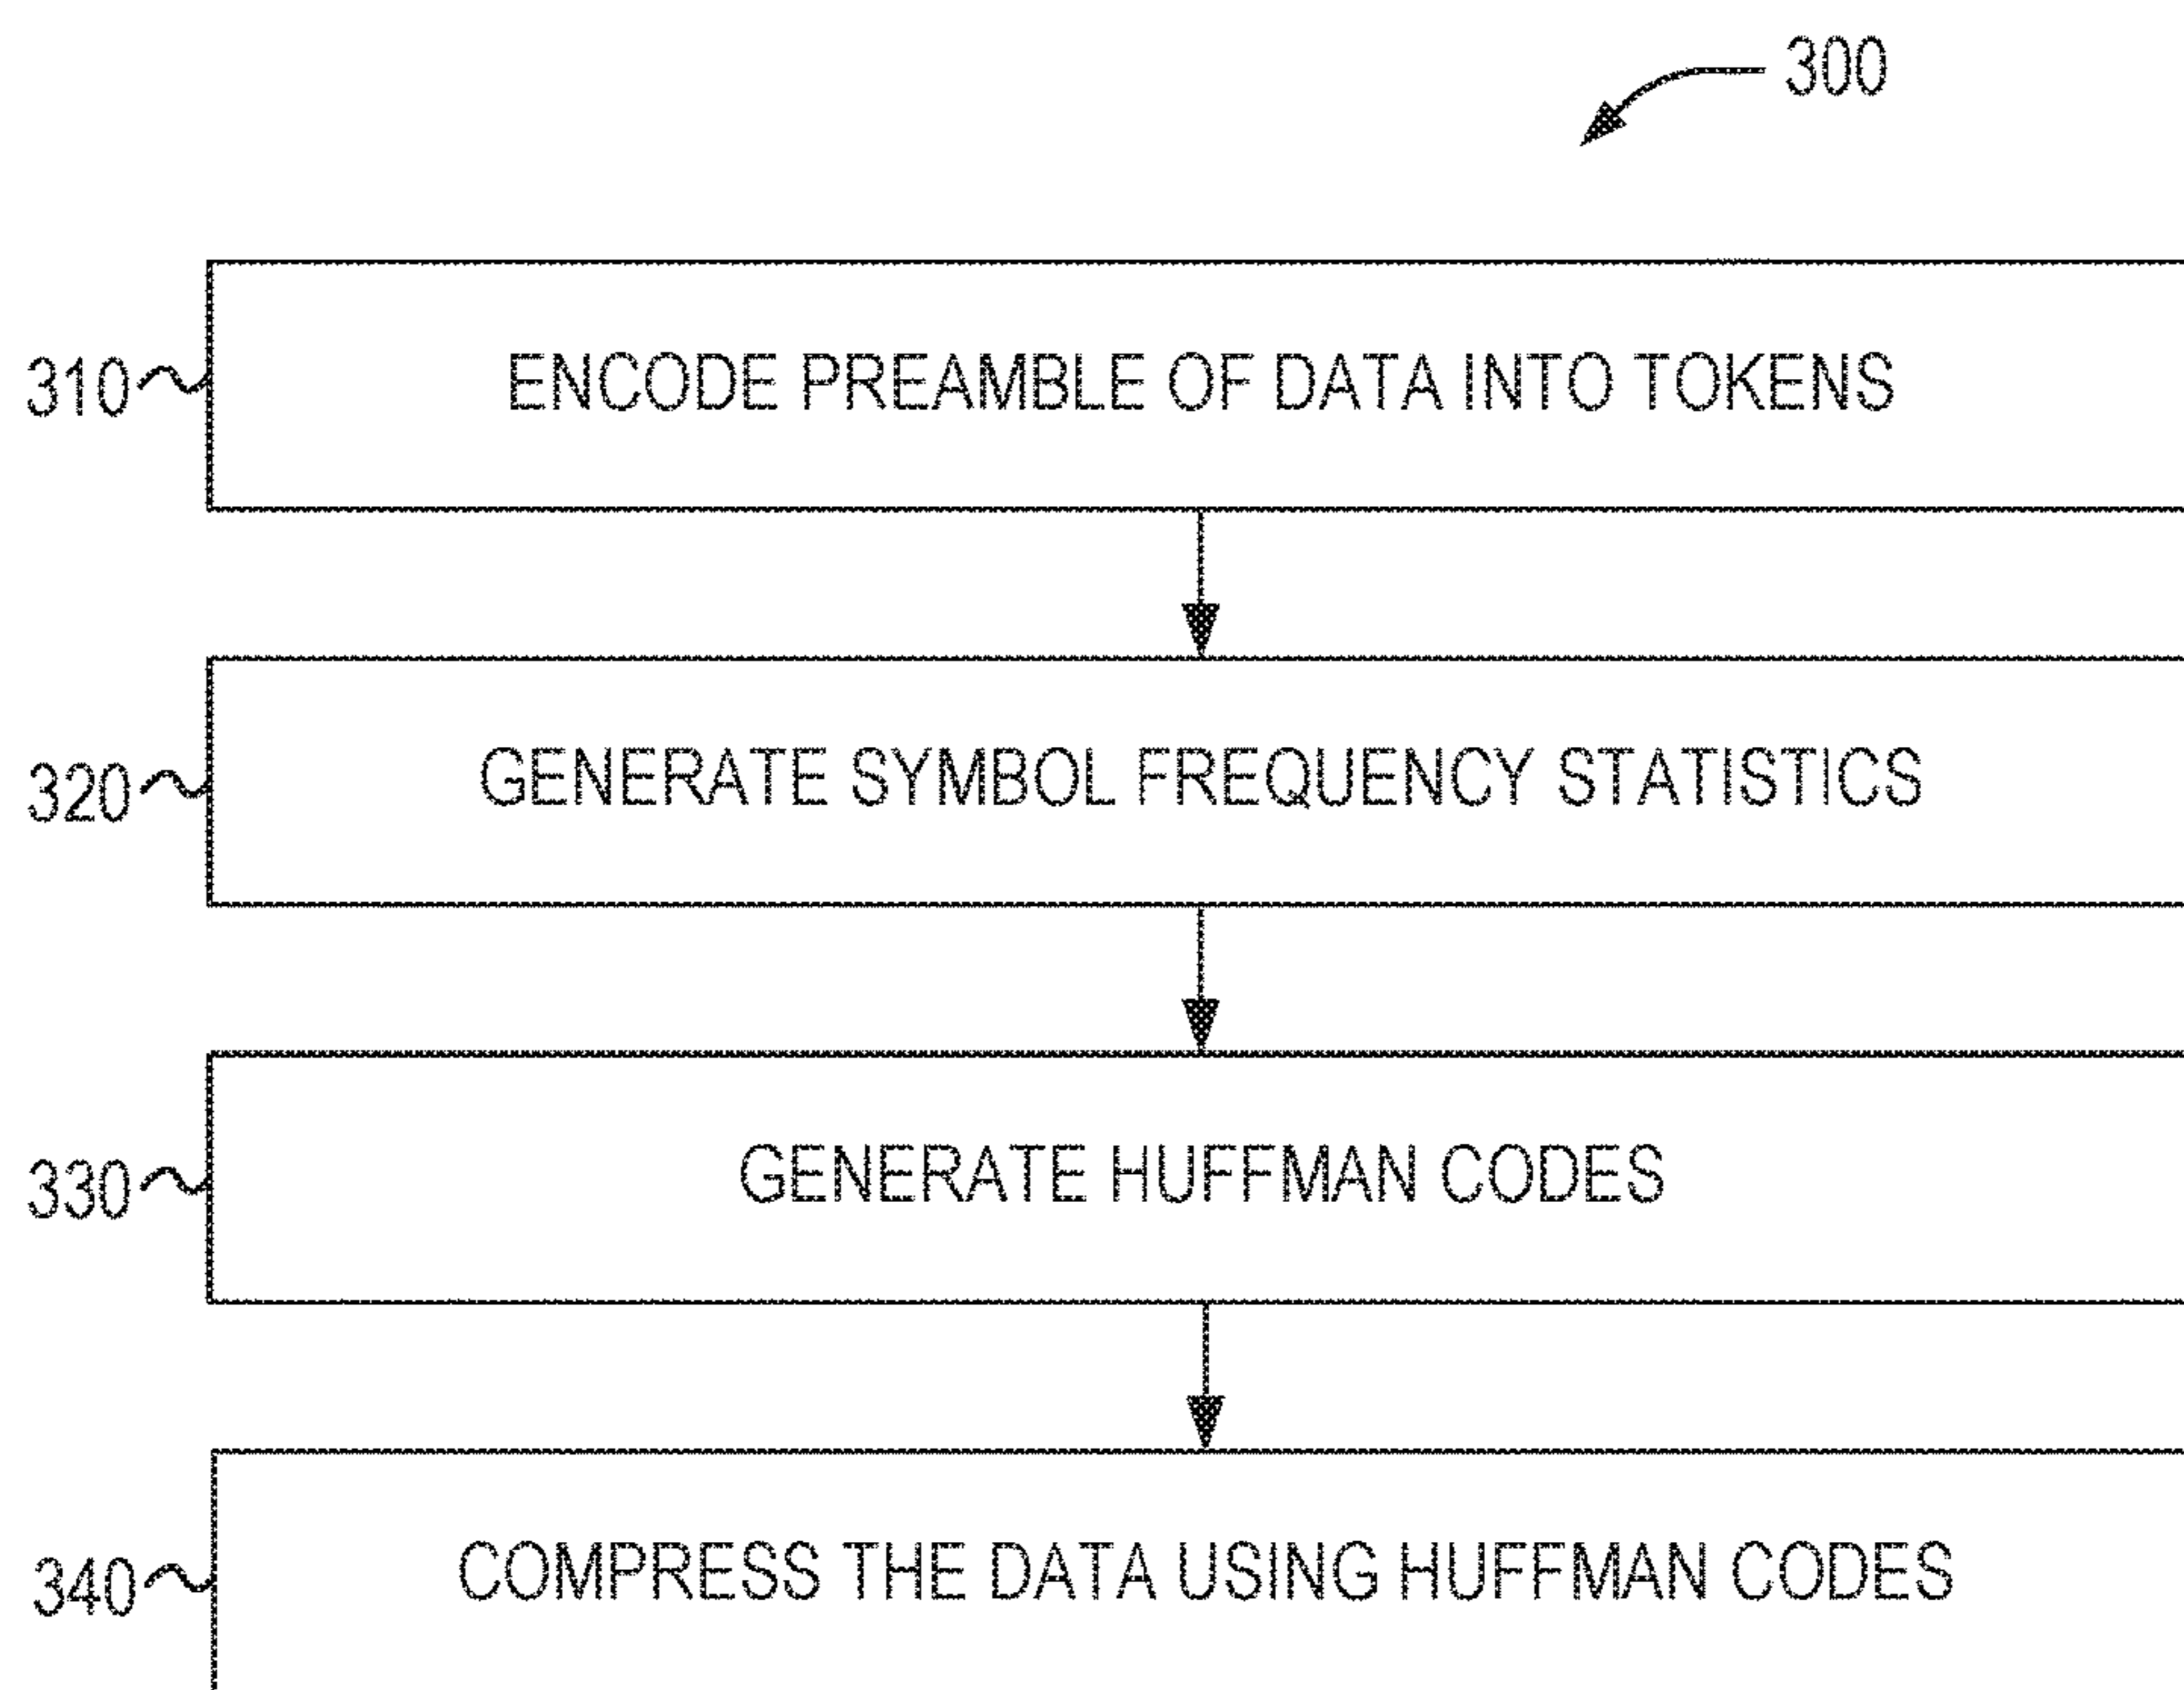 300
310 ENCODE PREAMBLE OF DATA INTO TOKENS
320 GENERATE SYMBOL FREQUENCY STATISTICS
330 GENERATE HUFFMAN CODES
340 COMPRESS THE DATA USING HUFFMAN CODES